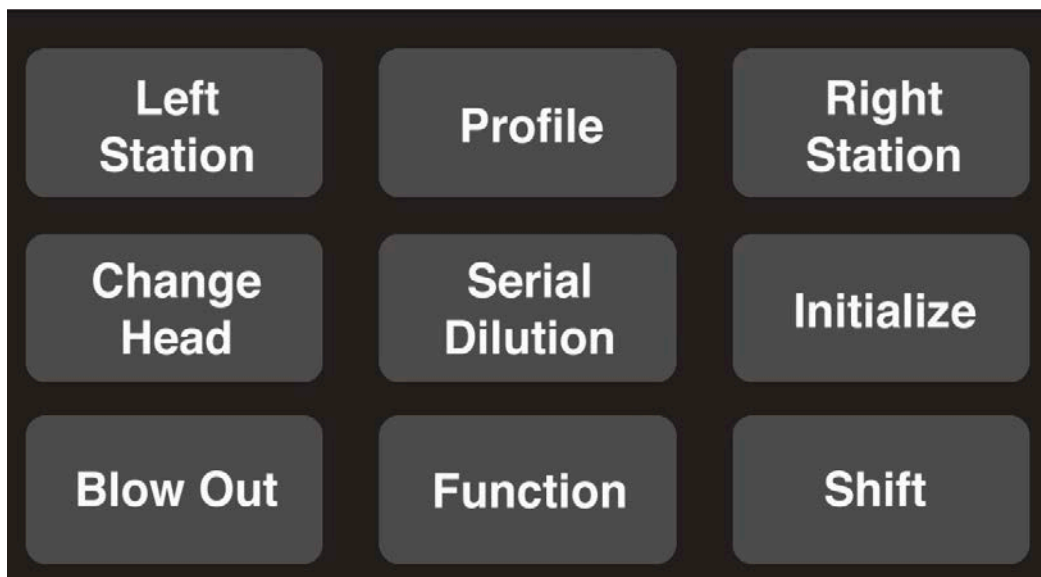 Left
Station
Profile
Right
Station
Change
Head
Serial
Dilution
Initialize
Blow Out
Function
Shift